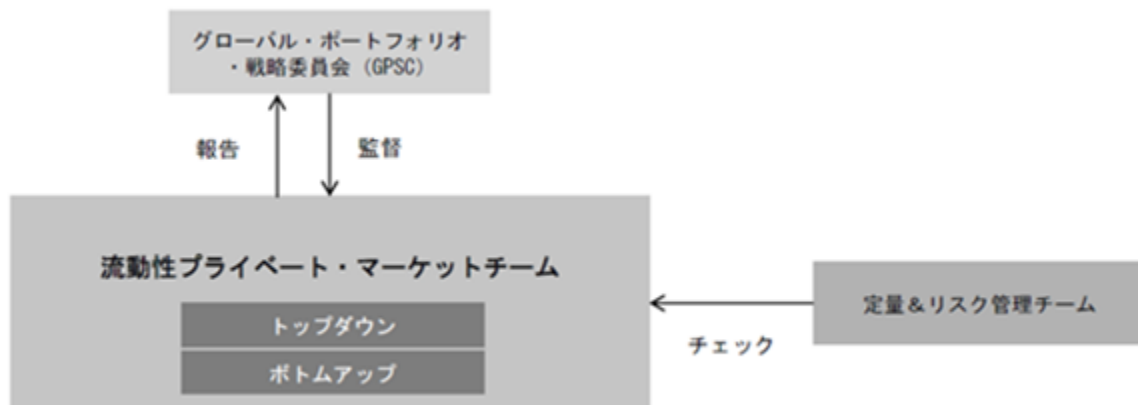 グローバル・ポートフォリオ
・戦略委員会（GPSC）
報告
監督
流動性プライベート・マーケットチーム
トップダウン
ボトムアップ
定量＆リスク管理チーム
チェック